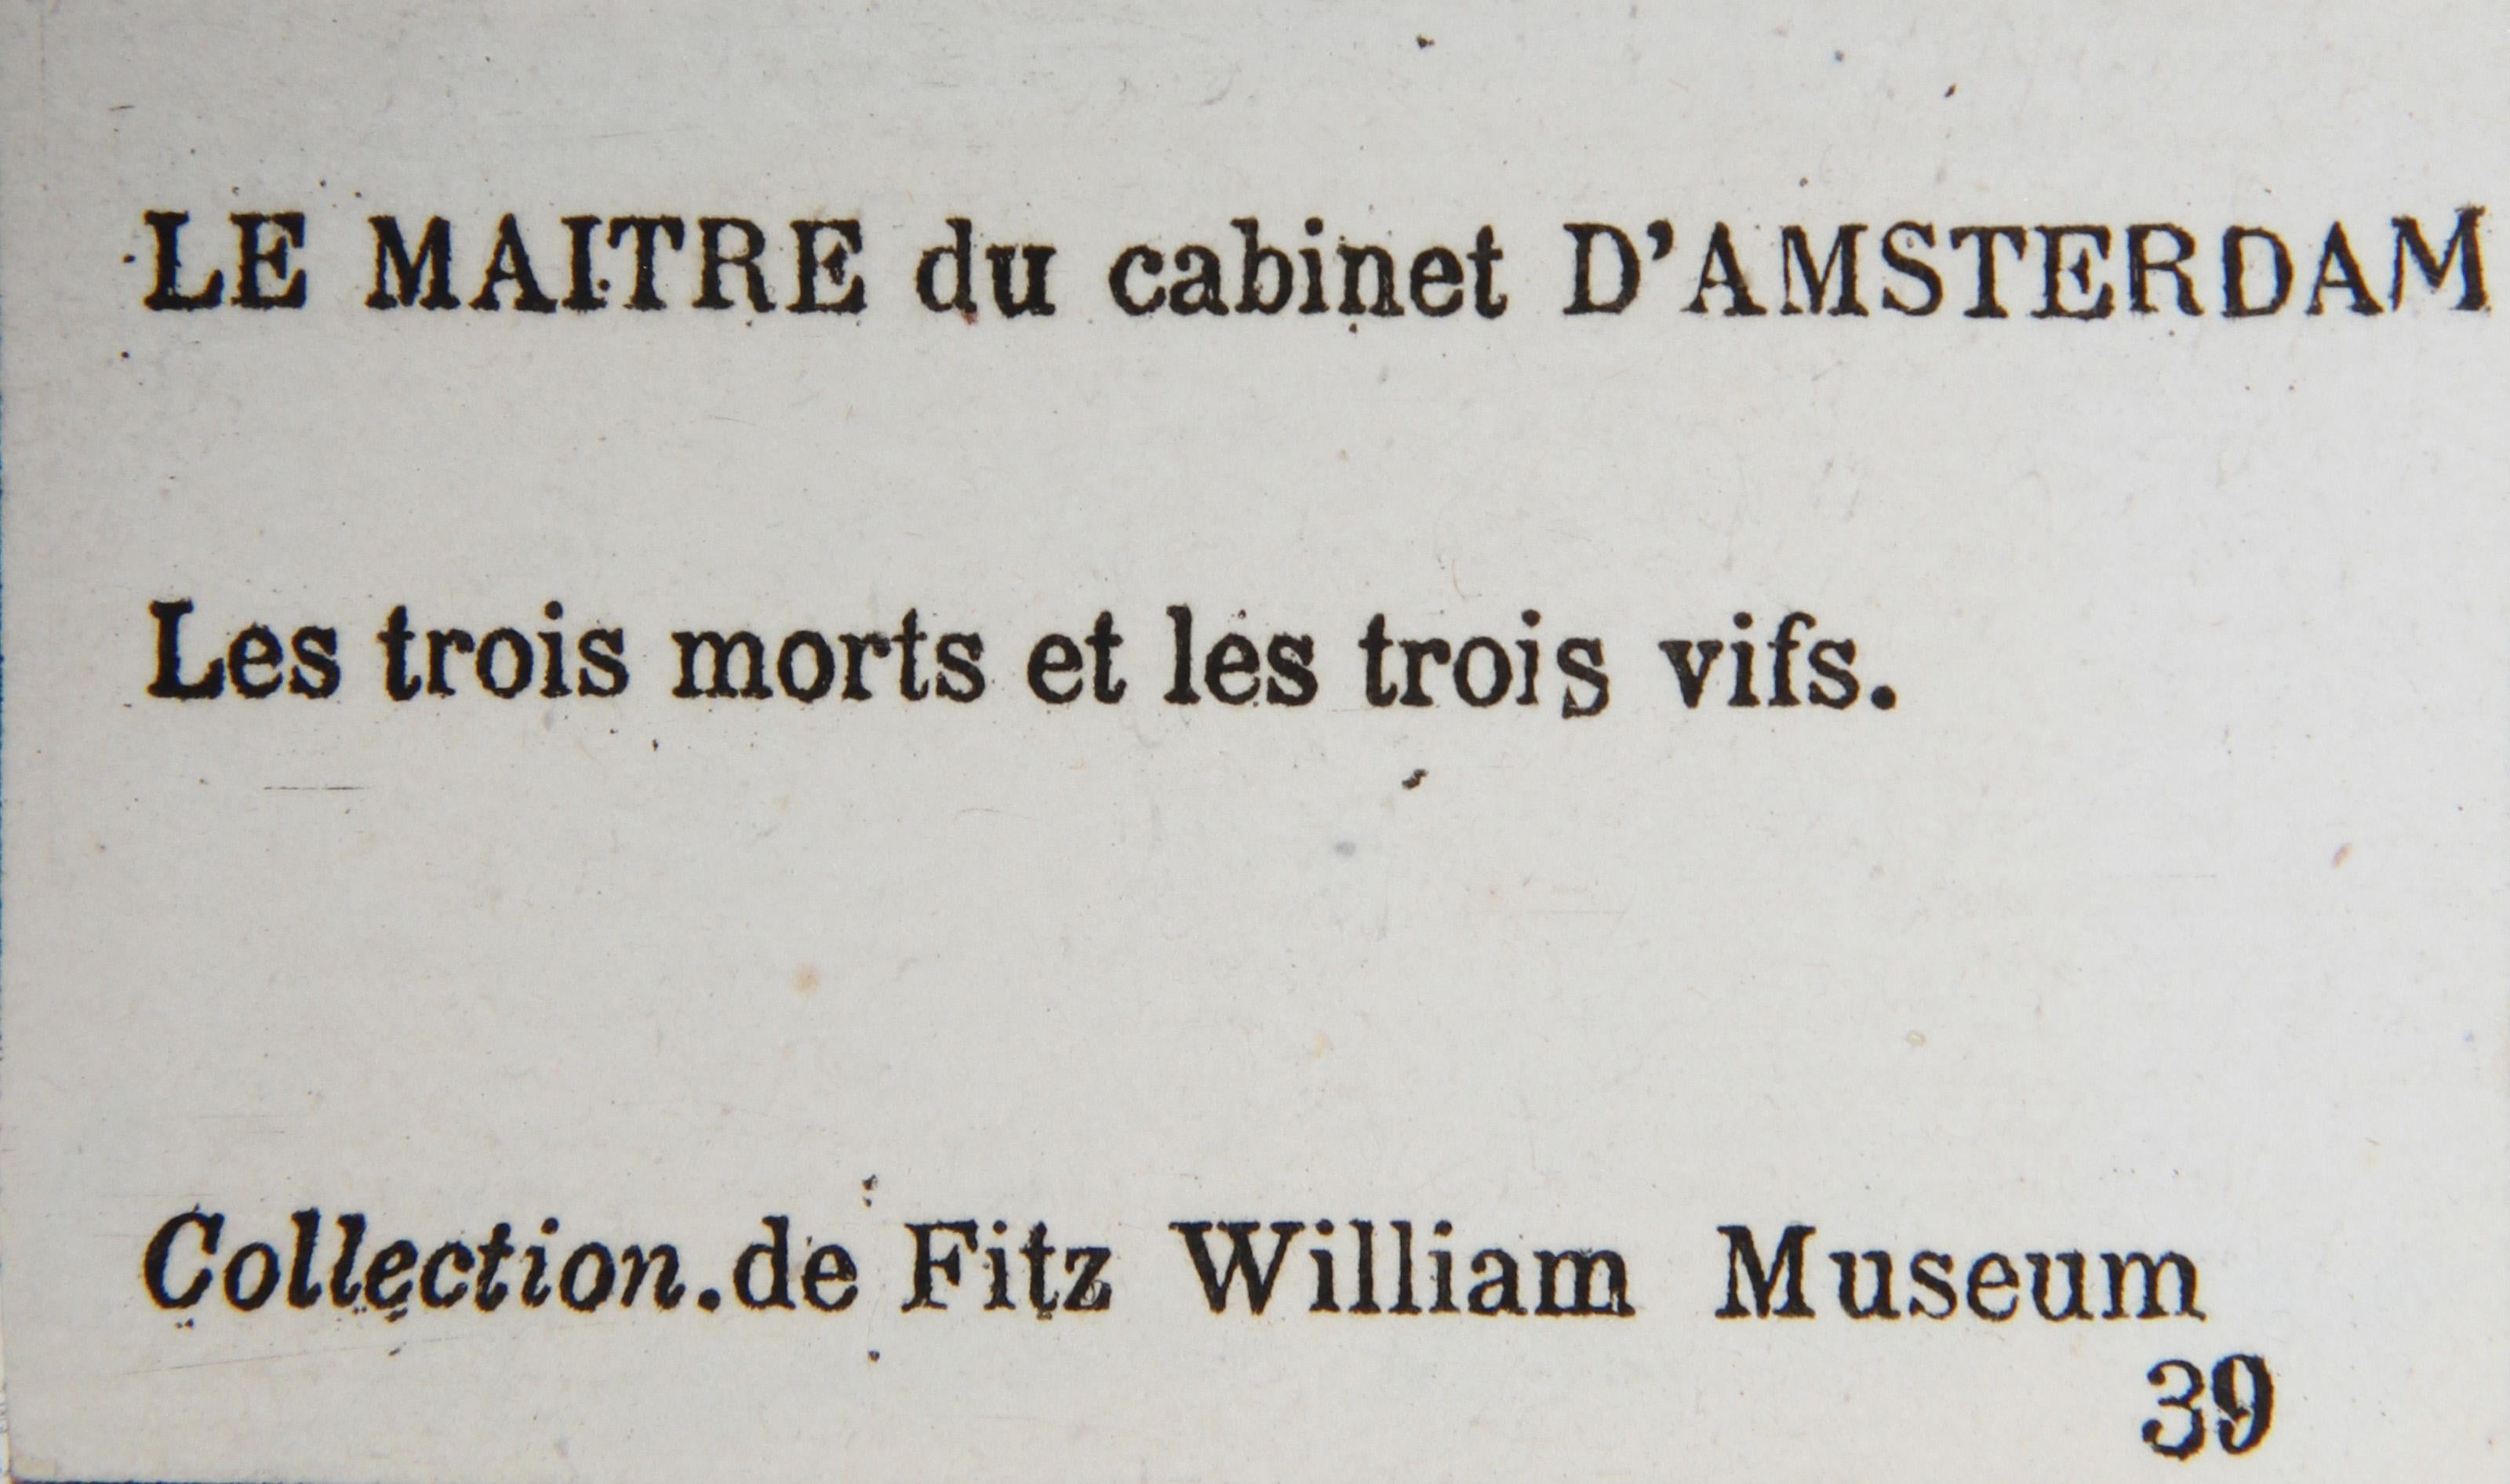 LE MAITRE du cabinet D'AMSTERDAM
Les trois morts et les trois vifs.
Collection.de Fitz William Museum
39